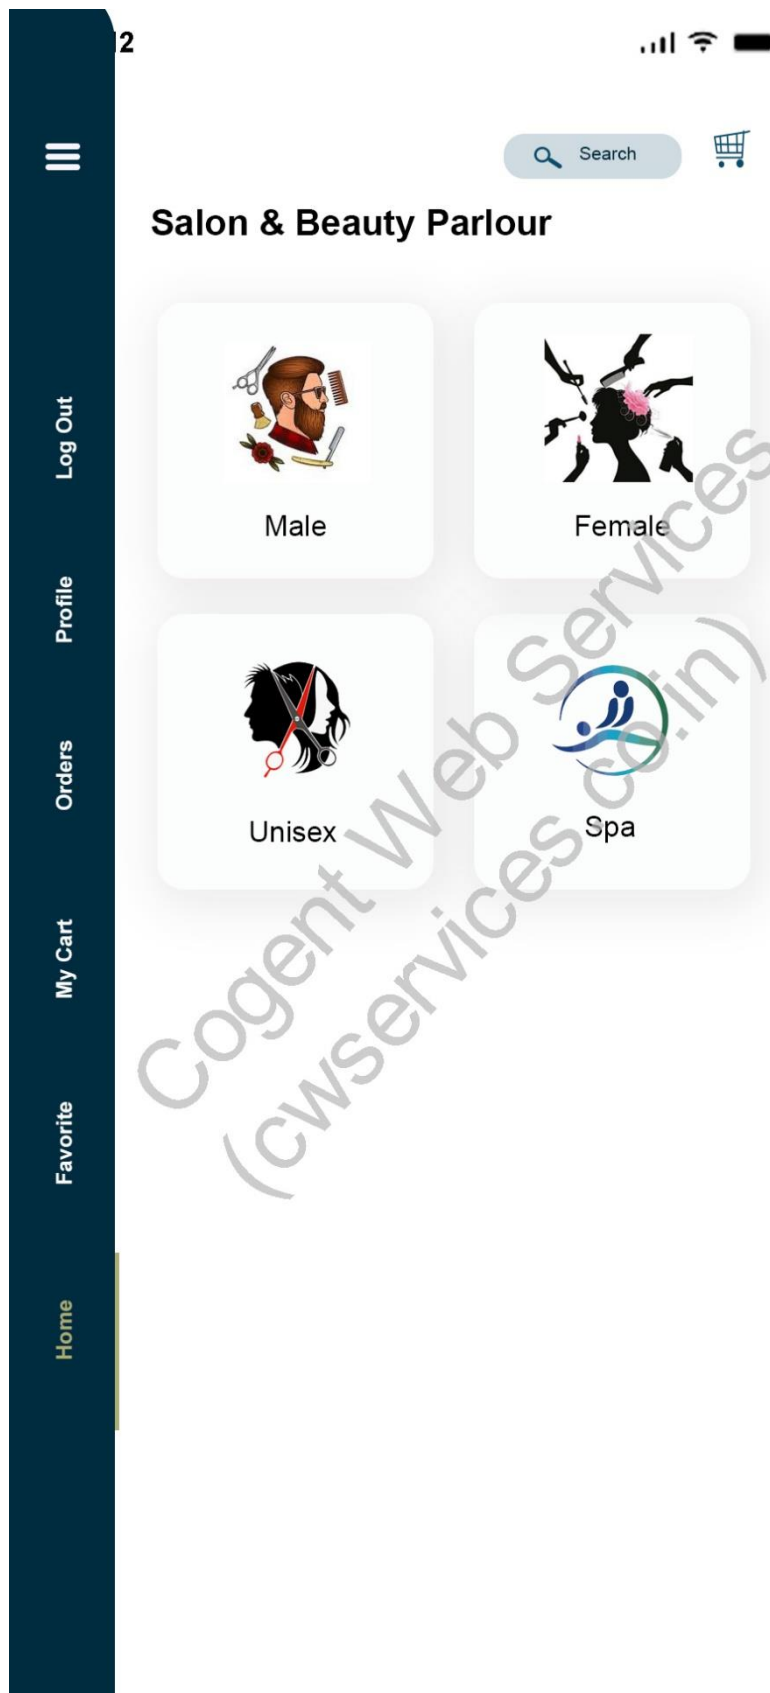 12
Search
Salon & Beauty Parlour
Male
Female
Unisex
Spa
Log Out
Profile
Orders
My Cart
Favorite
Home
Cogent Web Services
(cwservices.co.in)